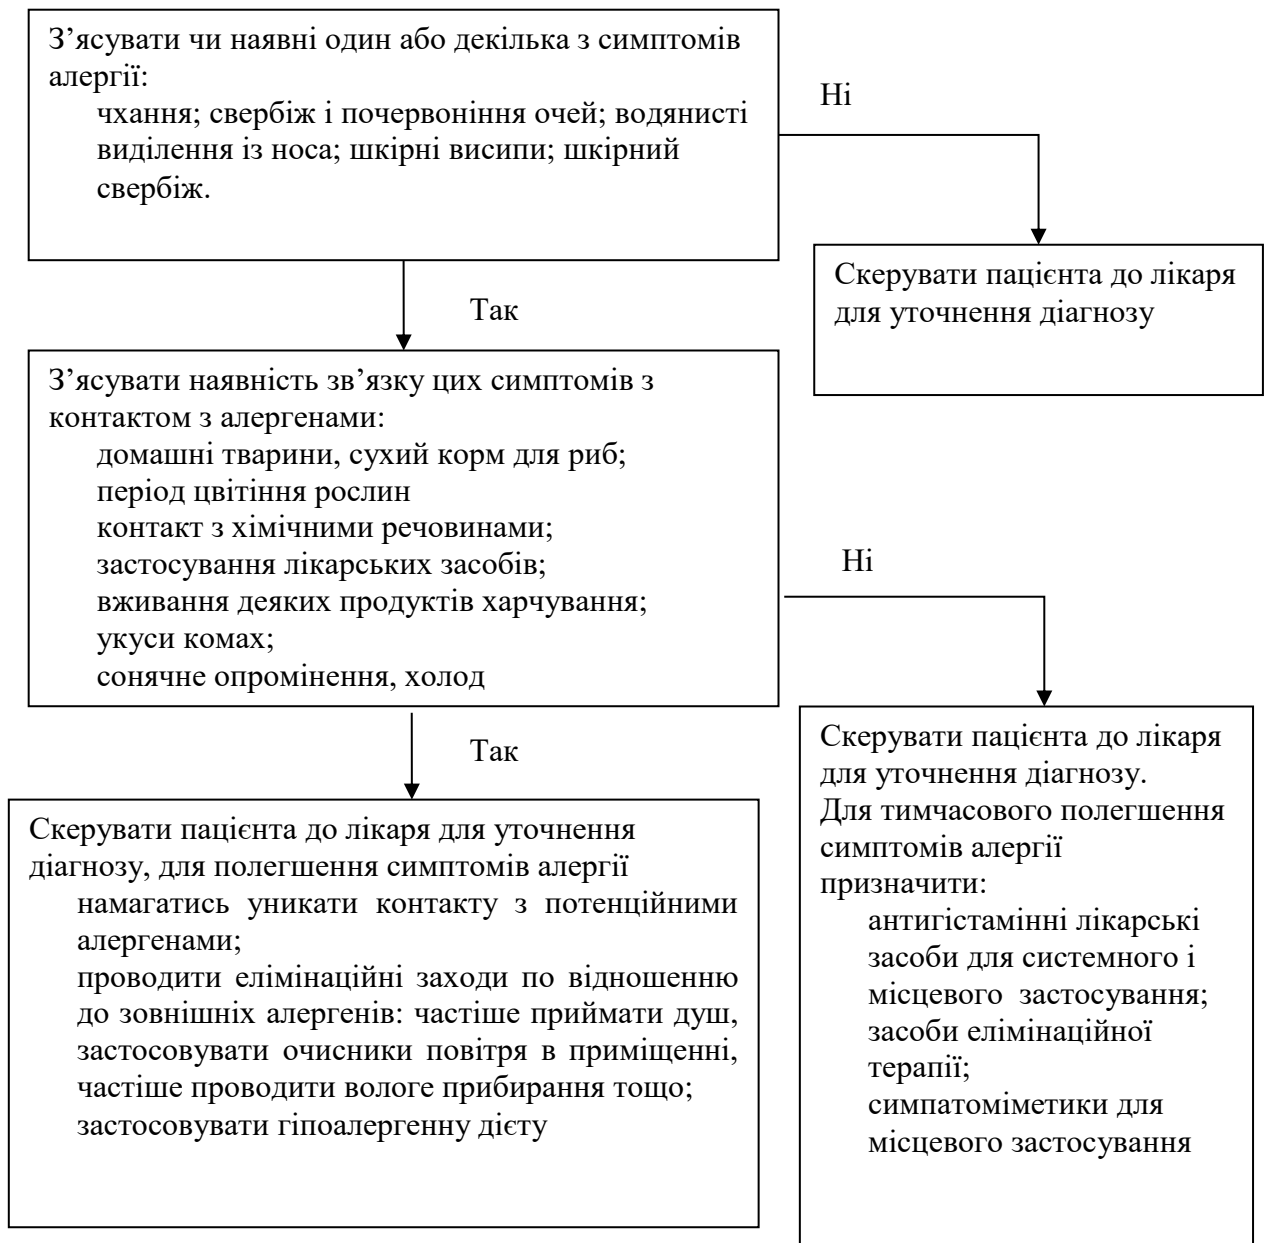 З’ясувати чи наявні один або декілька з симптомів
алергії:
чхання; свербіж і почервоніння очей; водянисті
виділення із носа; шкірні висипи; шкірний
свербіж.
Ні
Скерувати пацієнта до лікаря
для уточнення діагнозу
Так
З’ясувати наявність зв’язку цих симптомів з
контактом з алергенами:
домашні тварини, сухий корм для риб;
період цвітіння рослин
контакт з хімічними речовинами;
застосування лікарських засобів;
вживання деяких продуктів харчування;
укуси комах;
сонячне опромінення, холод
Ні
Скерувати пацієнта до лікаря
для уточнення діагнозу.
Для тимчасового полегшення
симптомів алергії
призначити:
антигістамінні лікарські
засоби для системного і
місцевого застосування;
засоби елімінаційної
терапії;
симпатоміметики для
місцевого застосування
Так
Скерувати пацієнта до лікаря для уточнення
діагнозу, для полегшення симптомів алергії
намагатись уникати контакту з потенційними
алергенами;
проводити елімінаційні заходи по відношенню
до зовнішніх алергенів: частіше приймати душ,
застосовувати очисники повітря в приміщенні,
частіше проводити вологе прибирання тощо;
застосовувати гіпоалергенну дієту